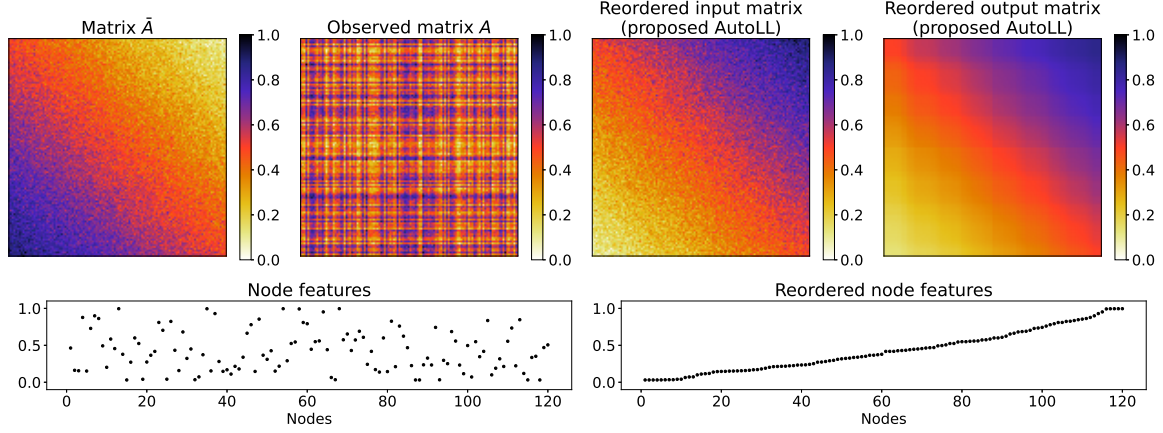 Matrix Ā
Observed matrix A
Reordered input matrix
(proposed AutoLL)
Reordered output matrix
(proposed AutoLL)
1.0
0.8
0.6
0.4
0.2
0.0
1.0
0.8
0.6
0.4
0.2
0.0
1.0
0.8
0.6
0.4
0.2
0.0
1.0
0.8
0.6
0.4
0.2
0.0
Node features
1.0
0.5
0.0
0 20 40 60 80 100 120
Nodes
Reordered node features
1.0
0.5
0.0
0 20 40 60 80 100 120
Nodes